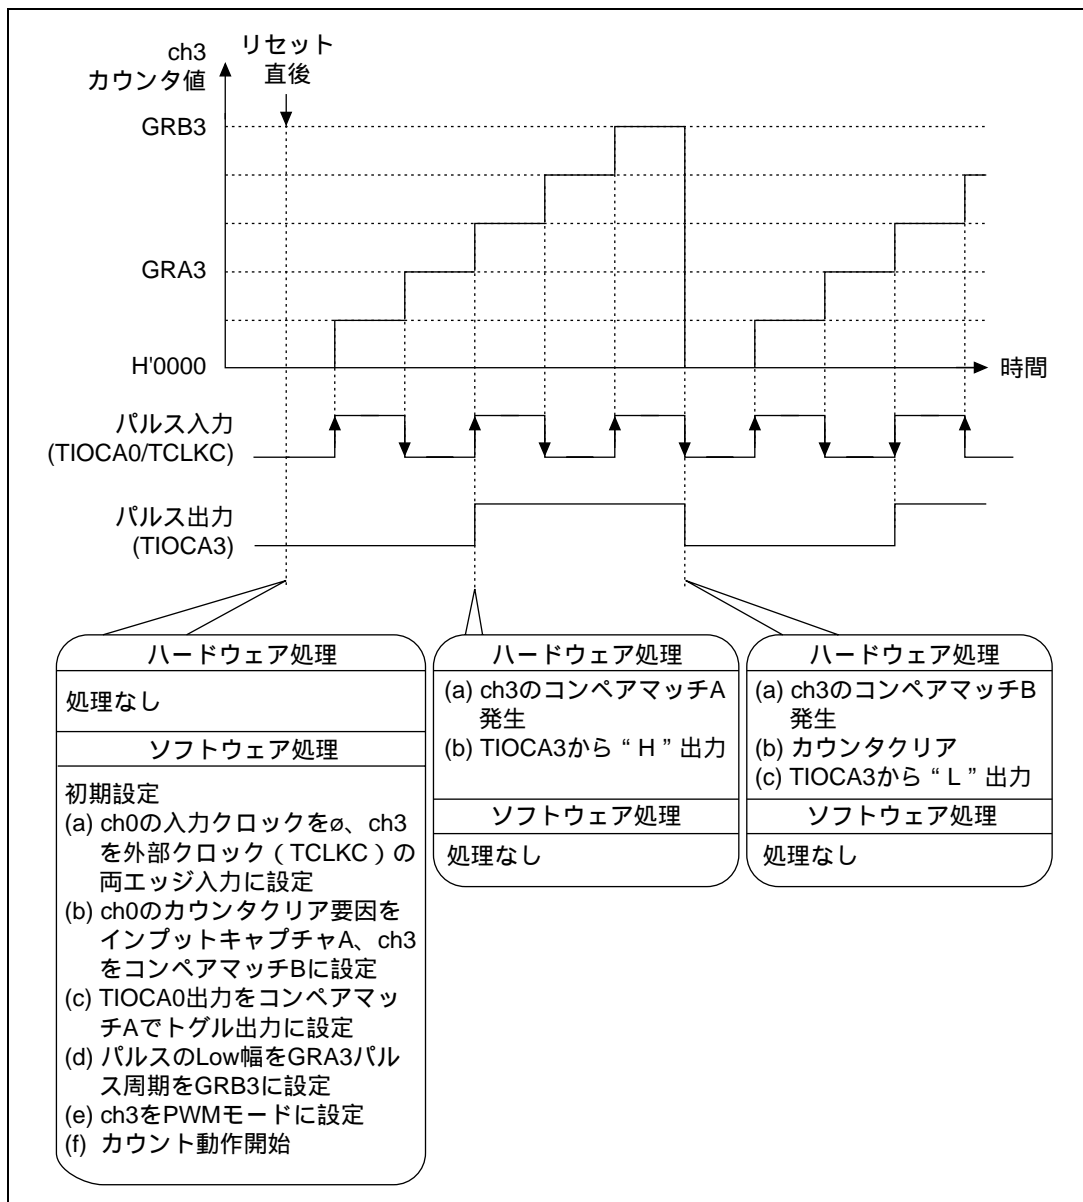 ch3
カウンタ値
リセット
直後
GRB3
GRA3
H'0000
時間
パルス入力
(TIOCA0/TCLKC)
パルス出力
(TIOCA3)
ハードウェア処理
処理なし
ソフトウェア処理
初期設定
(a) ch0の入力クロックをø、ch3
を外部クロック（TCLKC）の
両エッジ入力に設定
(b) ch0のカウンタクリア要因を
インプットキャプチャA、ch3
をコンペアマッチBに設定
(c) TIOCA0出力をコンペアマッ
チAでトグル出力に設定
(d) パルスのLow幅をGRA3パル
ス周期をGRB3に設定
(e) ch3をPWMモードに設定
(f) カウント動作開始
ハードウェア処理
(a) ch3のコンペアマッチA
発生
(b) TIOCA3から“H”出力
ソフトウェア処理
処理なし
ハードウェア処理
(a) ch3のコンペアマッチB
発生
(b) カウンタクリア
(c) TIOCA3から“L”出力
ソフトウェア処理
処理なし